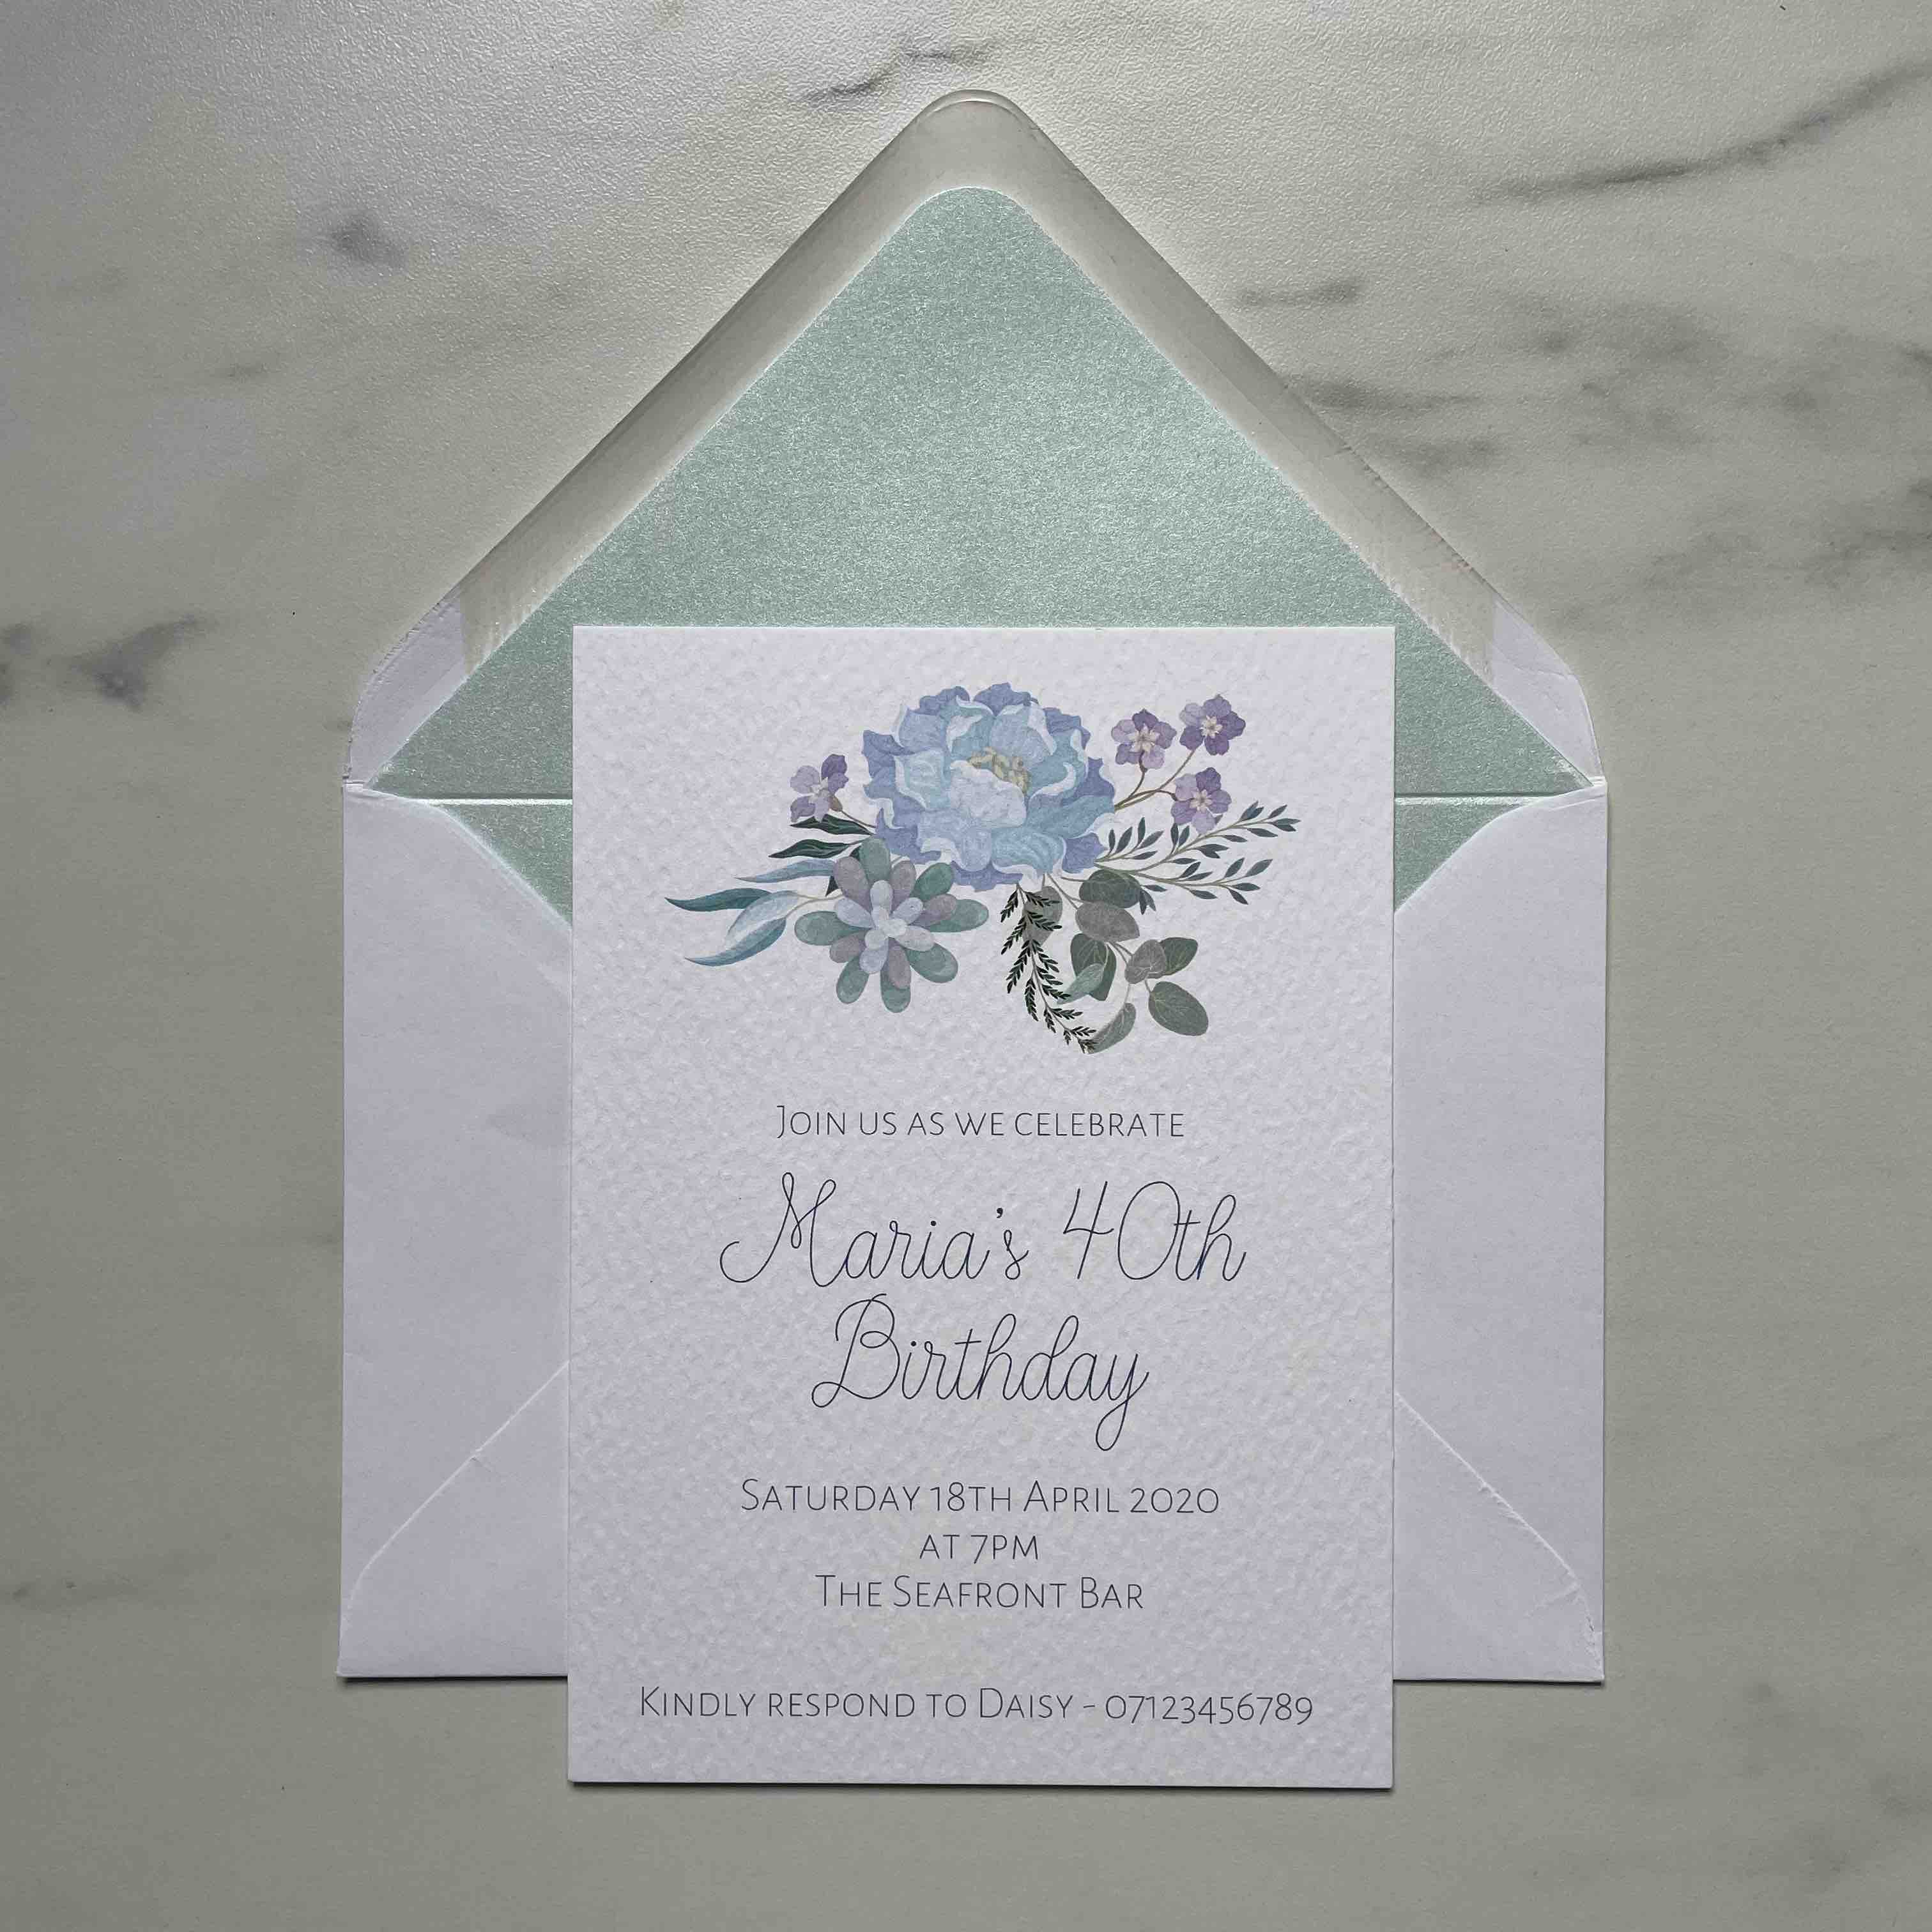 Join us as we celebrate
Maria's 40th
Birthday
Saturday 18th April 2020
at 7pm
The Seafront Bar
Kindly respond to Daisy - 07123456789